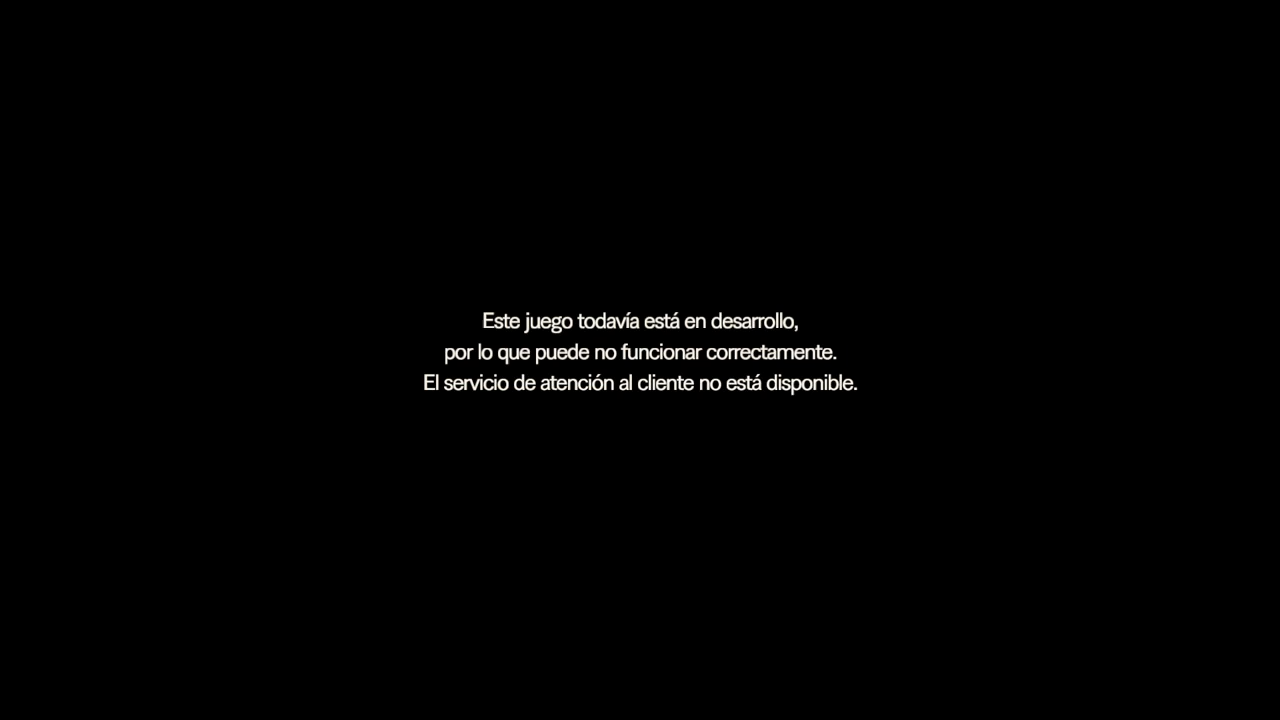 Este juego todavía está en desarrollo,
por lo que puede no funcionar correctamente.
El servicio de atención al cliente no está disponible.